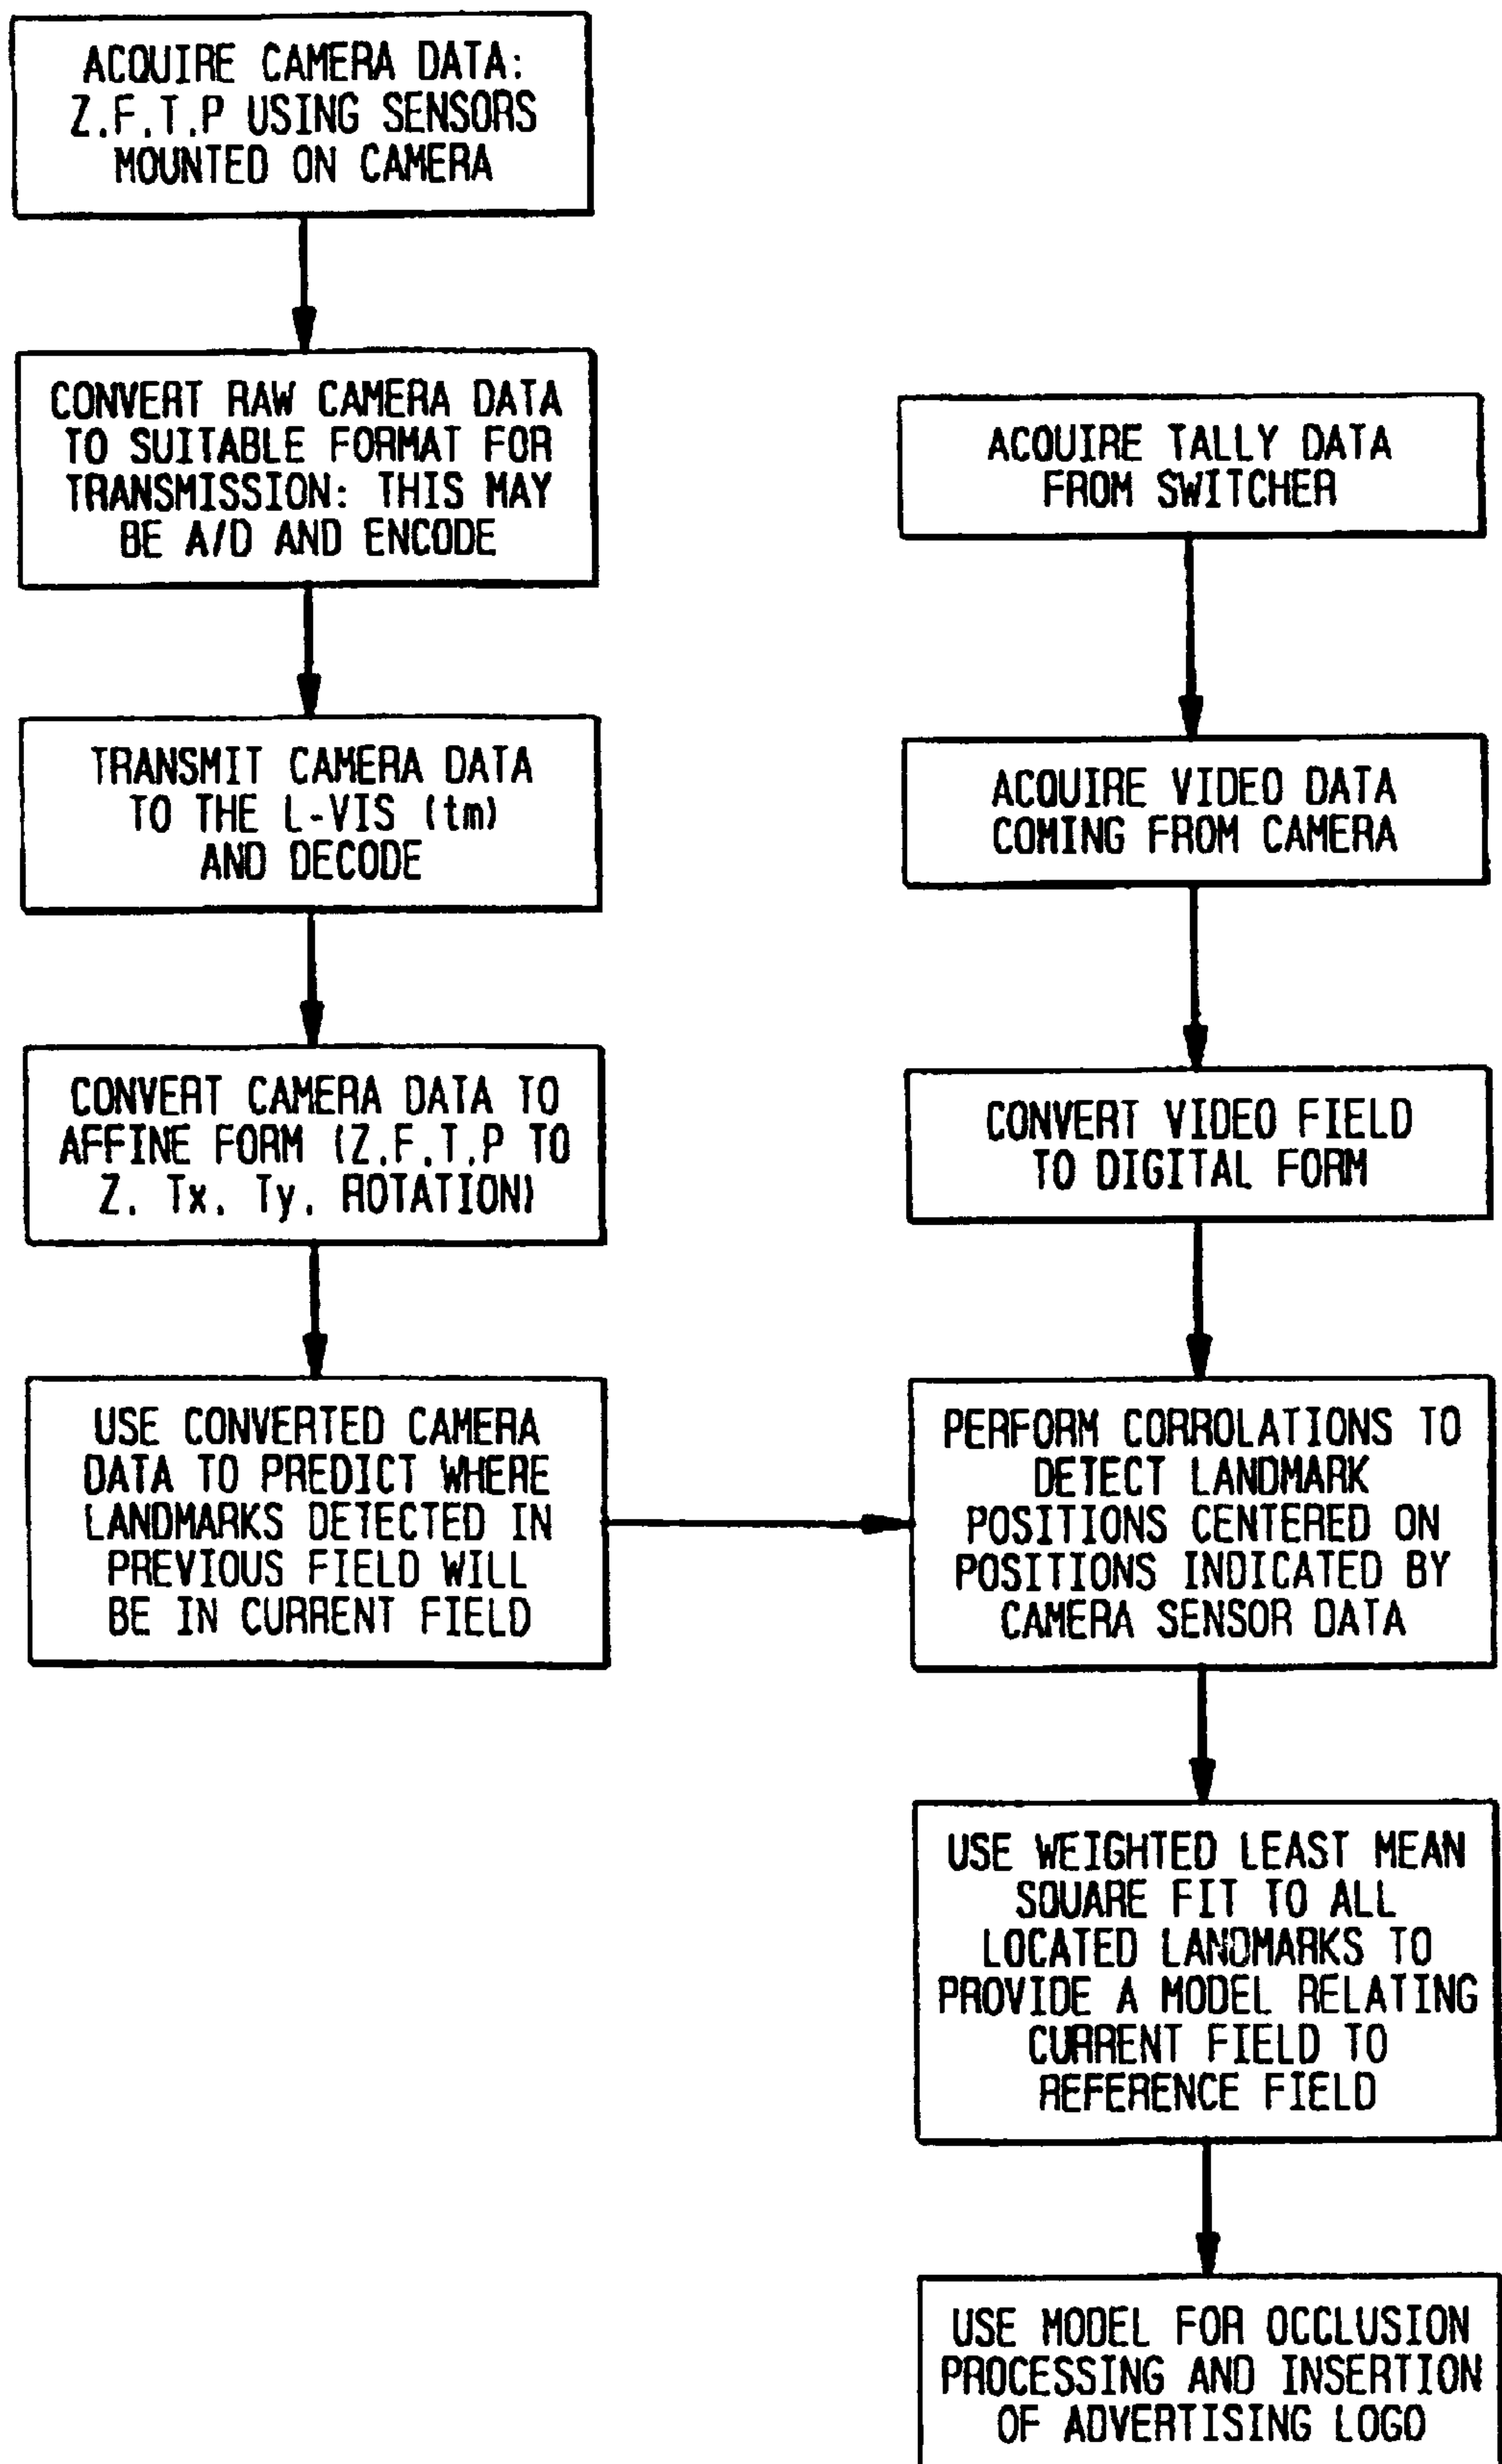 ACQUIRE CAMERA DATA:
Z.F.T.P USING SENSORS
MOUNTED ON CAMERA
CONVERT RAW CAMERA DATA
TO SUITABLE FORMAT FOR
TRANSMISSION: THIS MAY
BE A/D AND ENCODE
TRANSMIT CAMERA DATA
TO THE L-VIS (tm)
AND DECODE
CONVERT CAMERA DATA TO
AFFINE FORM (Z.F.T.P TO
Z. Tx. Ty. ROTATION)
USE CONVERTED CAMERA
DATA TO PREDICT WHERE
LANDMARKS DETECTED IN
PREVIOUS FIELD WILL
BE IN CURRENT FIELD
ACQUIRE TALLY DATA
FROM SWITCHER
ACQUIRE VIDEO DATA
COMING FROM CAMERA
CONVERT VIDEO FIELD
TO DIGITAL FORM
PERFORM CORROLATIONS TO
DETECT LANDMARK
POSITIONS CENTERED ON
POSITIONS INDICATED BY
CAMERA SENSOR DATA
USE WEIGHTED LEAST MEAN
SQUARE FIT TO ALL
LOCATED LANDMARKS TO
PROVIDE A MODEL RELATING
CURRENT FIELD TO
REFERENCE FIELD
USE MODEL FOR OCCLUSION
PROCESSING AND INSERTION
OF ADVERTISING LOGO